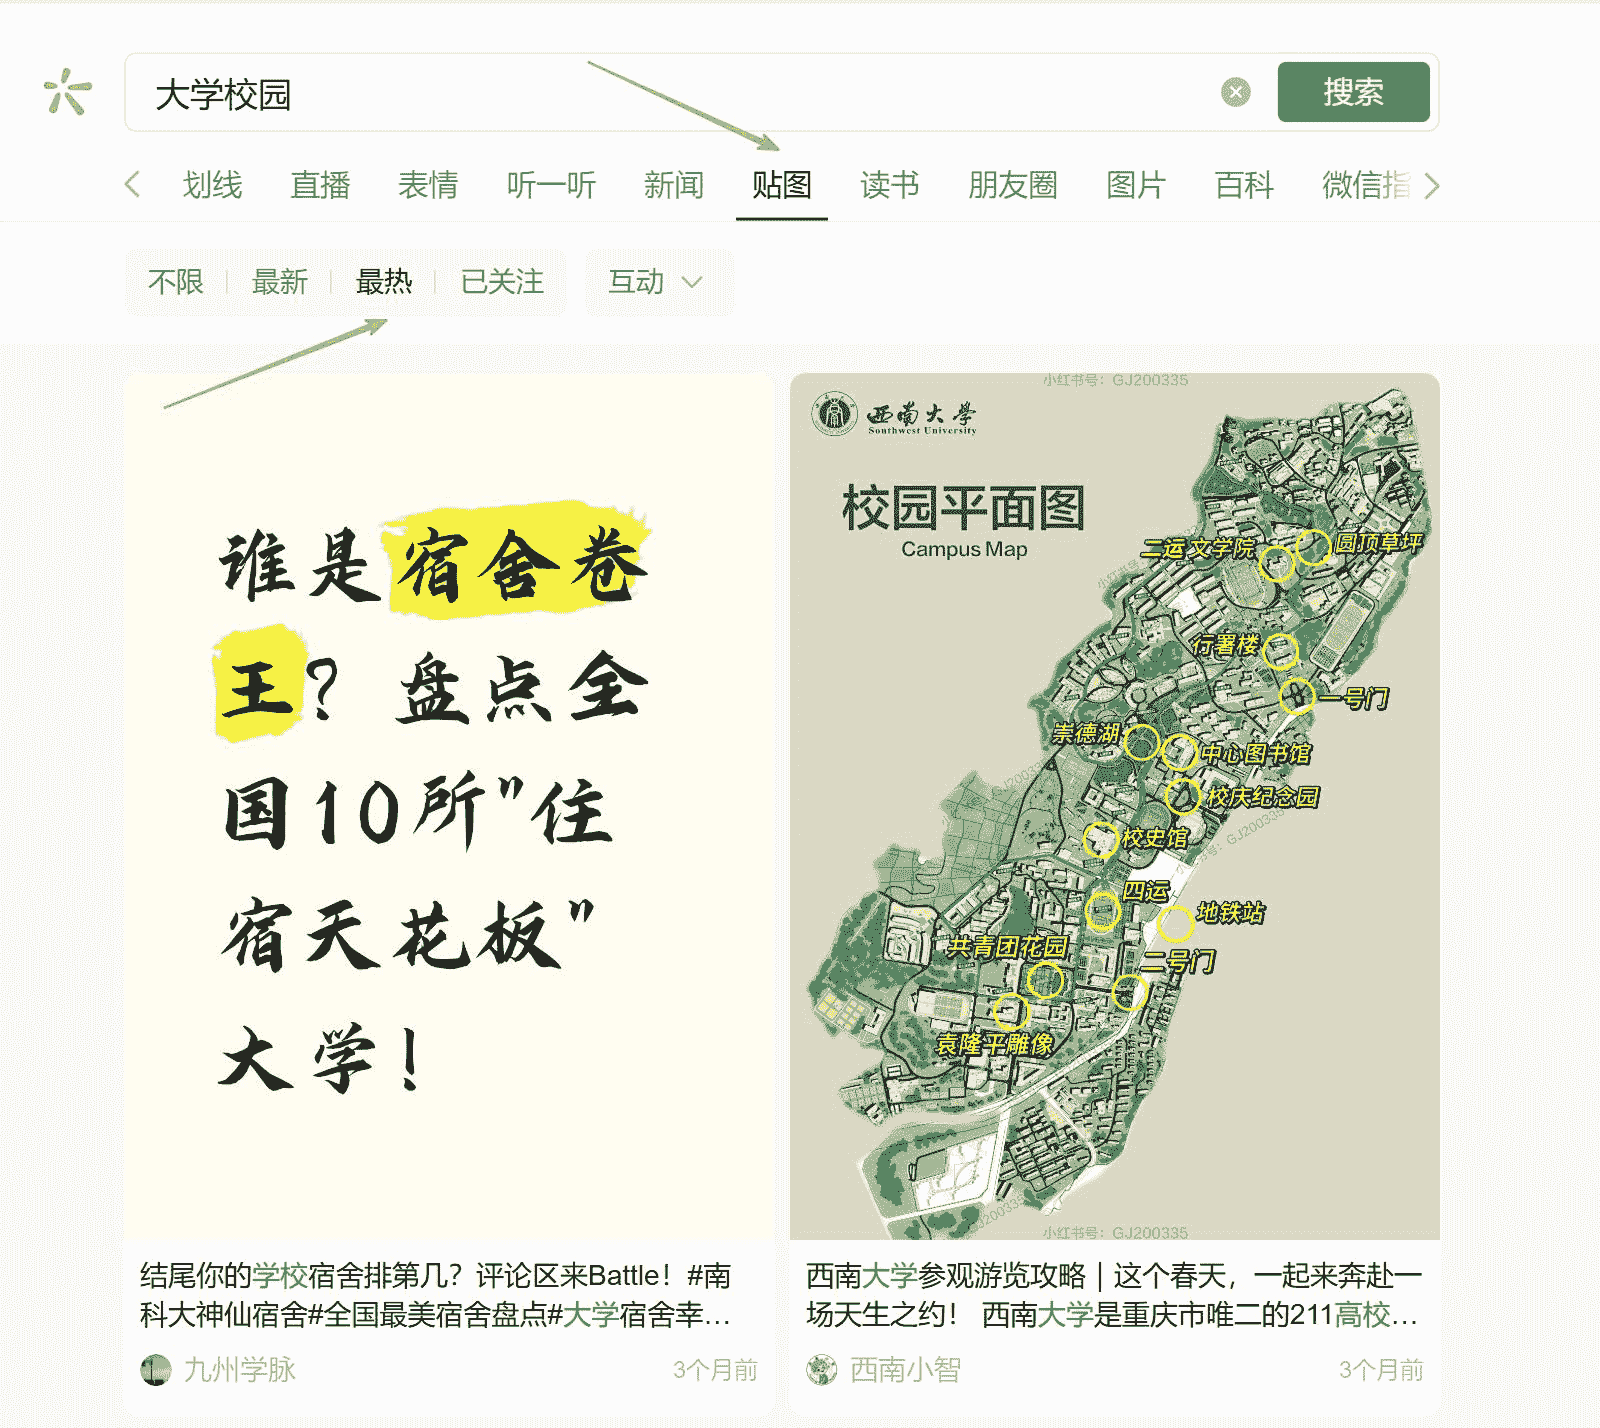 大学校园
搜索
划线 直播 表情 听一听 新闻 贴图 读书 朋友圈 图片 百科 微信指
不限 最新 最热 已关注 互动
谁是宿舍卷
王？盘点全
国10所"住
宿天花板"
大学！
小红书号：GJ200335
西南大学
Southwest University
校园平面图
Campus Map
二运 文学院
圆顶草坪
行署楼
一号门
崇德湖
中心图书馆
校庆纪念园
小红书号：GJ200335
校史馆
四运
地铁站
共青团花园
二号门
袁隆平雕像
小红书号：GJ200335
结尾你的学校宿舍排第几？评论区来Battle！#南
科大神仙宿舍#全国最美宿舍盘点#大学宿舍幸...
九州学脉 3个月前
西南大学参观游览攻略｜这个春天，一起来奔赴一
场天生之约！ 西南大学是重庆市唯二的211高校...
西南小智 3个月前